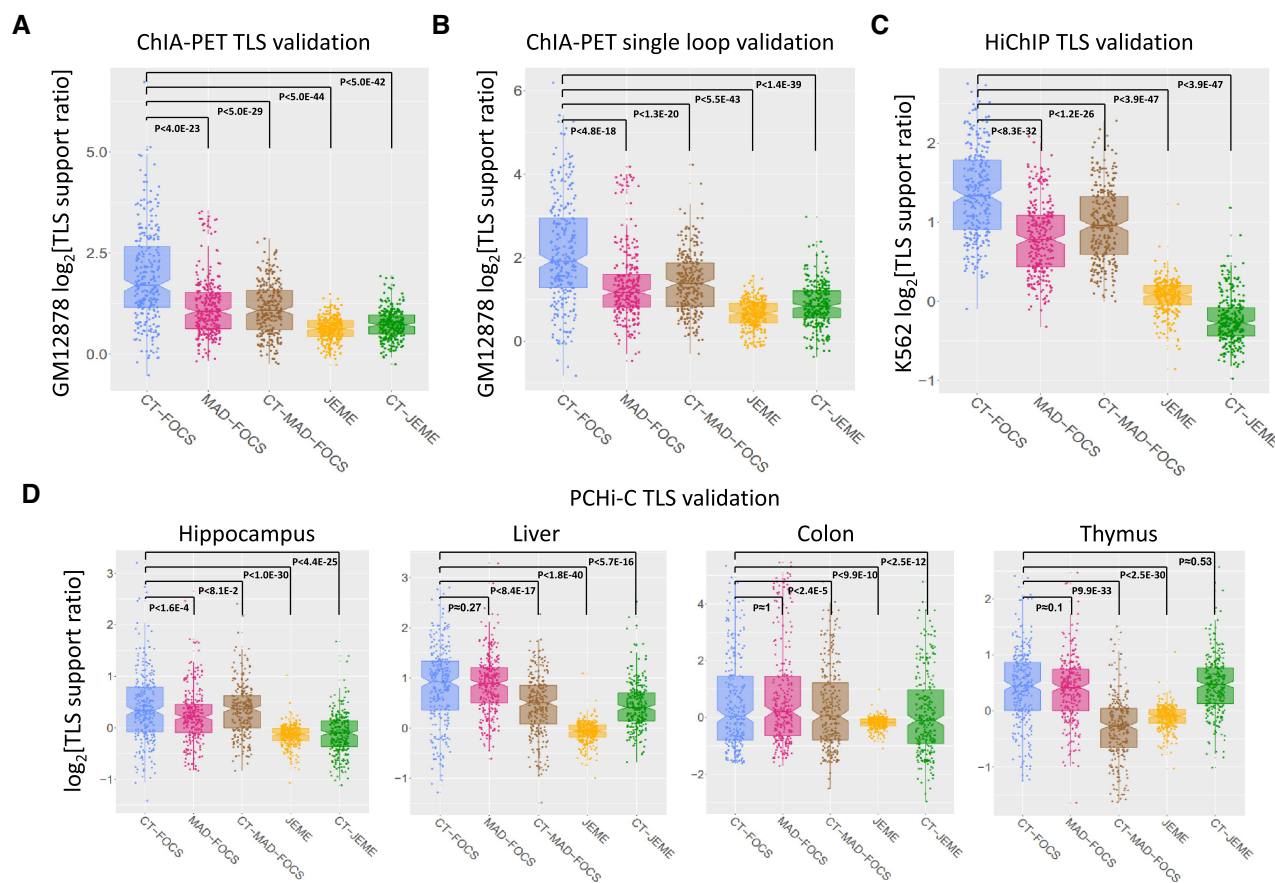 A
ChIA-PET TLS validation
GM12878 log2[TLS support ratio]
5.0
2.5
0.0
P<5.0E-42
P<5.0E-44
P<5.0E-29
P<4.0E-23
CT-FOCS
MAD-FOCS
CT-MAD-FOCS
JEME
CT-JEME
B
ChIA-PET single loop validation
GM12878 log2[TLS support ratio]
6
4
2
0
P<1.4E-39
P<5.5E-43
P<1.3E-20
P<4.8E-18
CT-FOCS
MAD-FOCS
CT-MAD-FOCS
JEME
CT-JEME
C
HiChIP TLS validation
K562 log2[TLS support ratio]
2
1
0
-1
P<3.9E-47
P<3.9E-47
P<1.2E-26
P<8.3E-32
CT-FOCS
MAD-FOCS
CT-MAD-FOCS
JEME
CT-JEME
D
PCHi-C TLS validation
log2[TLS support ratio]
Hippocampus
3
2
1
0
-1
P<4.4E-25
P<1.0E-30
P<8.1E-2
P<1.6E-4
CT-FOCS
MAD-FOCS
CT-MAD-FOCS
JEME
CT-JEME
Liver
3
2
1
0
-1
P<5.7E-16
P<1.8E-40
P<8.4E-17
P≈0.27
CT-FOCS
MAD-FOCS
CT-MAD-FOCS
JEME
CT-JEME
Colon
4
2
0
-2
P<2.5E-12
P<9.9E-10
P<2.4E-5
P≈1
CT-FOCS
MAD-FOCS
CT-MAD-FOCS
JEME
CT-JEME
Thymus
2
1
0
-1
P≈0.53
P<2.5E-30
P9.9E-33
P≈0.1
CT-FOCS
MAD-FOCS
CT-MAD-FOCS
JEME
CT-JEME